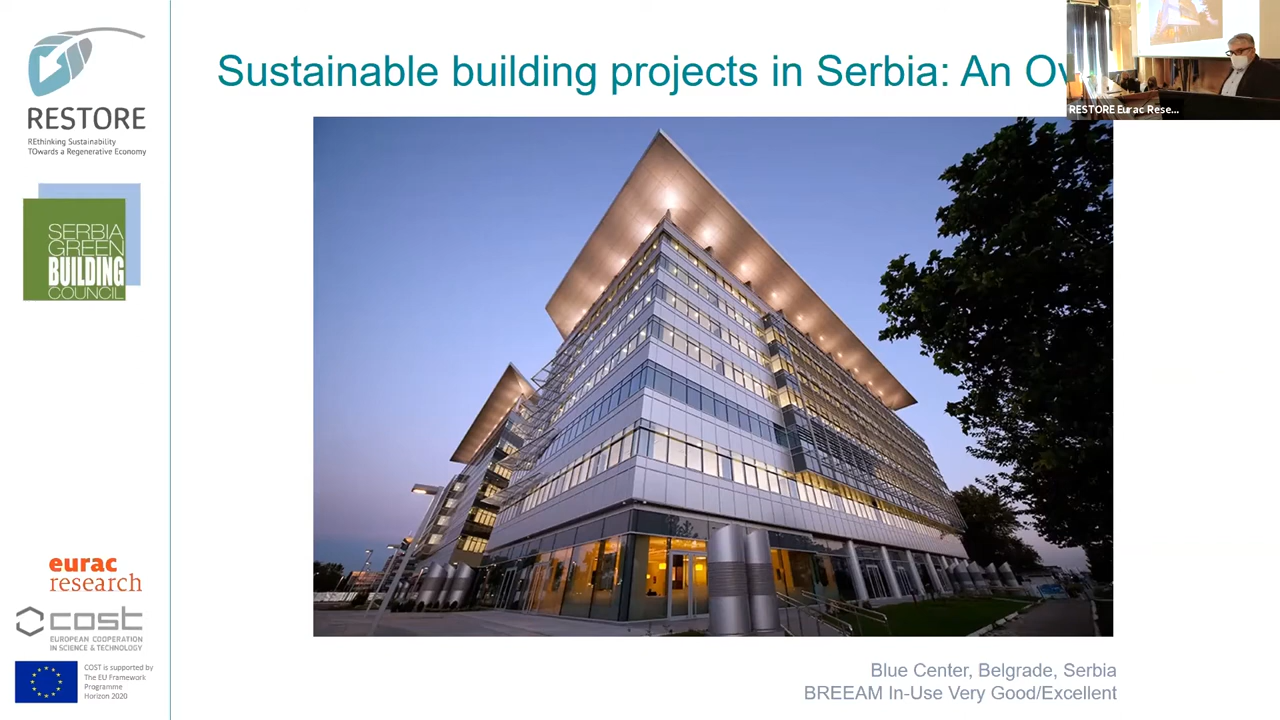 RESTORE
REthinking Sustainability
TOwards a Regenerative Economy
SERBIA
GREEN
BUILDING
COUNCIL
eurac
research
cost
EUROPEAN COOPERATION
IN SCIENCE & TECHNOLOGY
COST is supported by
The EU Framework
Programme
Horizon 2020
Sustainable building projects in Serbia: An Ov
RESTORE Eurac Rese...
Blue Center, Belgrade, Serbia
BREEAM In-Use Very Good/Excellent